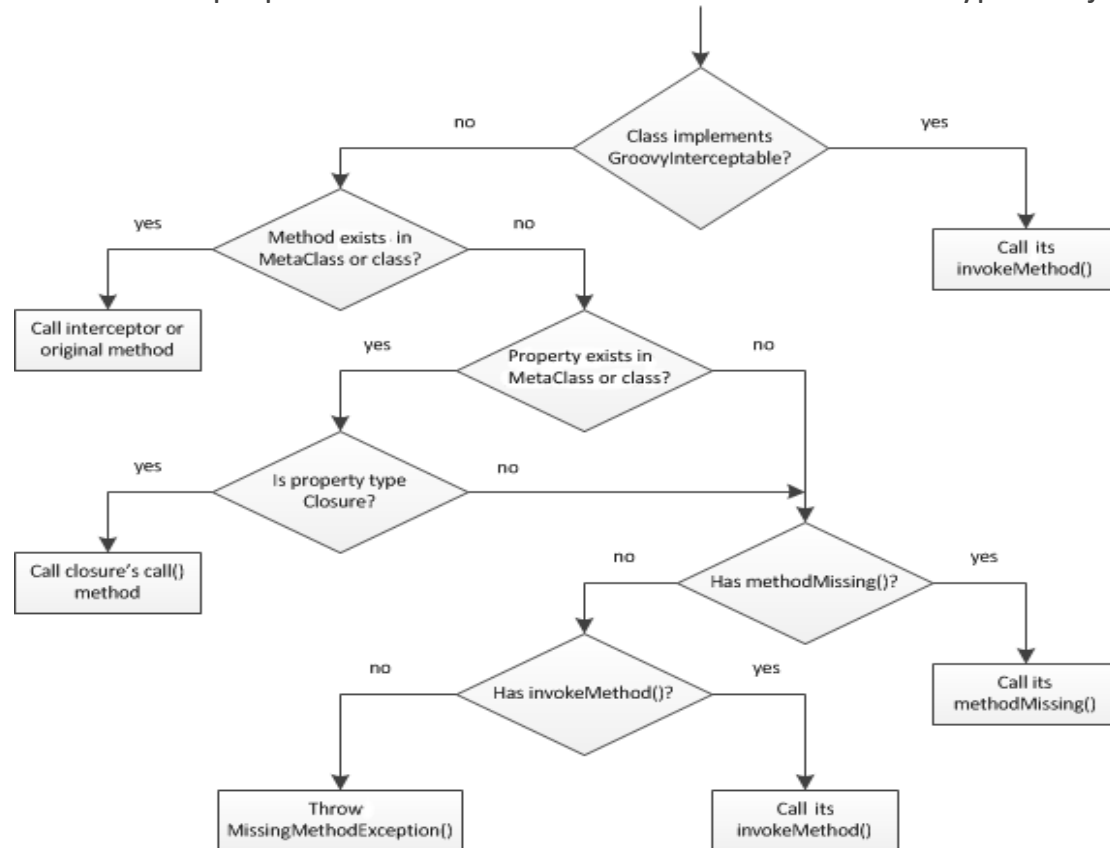 no
Class implements
GroovyInterceptable?
yes
yes
Method exists in
MetaClass or class?
no
Call its
invokeMethod()
Call interceptor or
original method
yes
Property exists in
MetaClass or class?
no
yes
Is property type
Closure?
no
Call closure's call()
method
no
Has methodMissing()?
yes
no
Has invokeMethod()?
yes
Call its
methodMissing()
Throw
MissingMethodException()
Call its
invokeMethod()